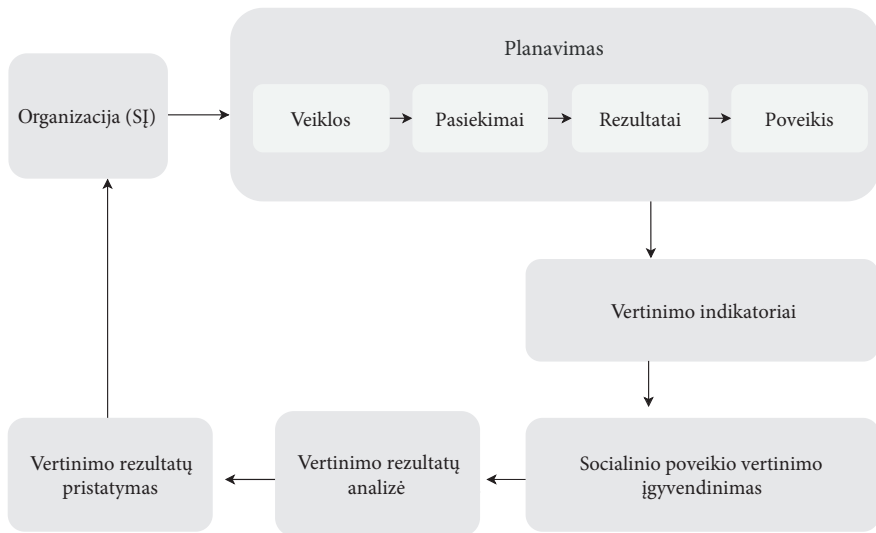 Planavimas
Organizacija (SĮ)
Veiklos
Pasiekimai
Rezultatai
Poveikis
Vertinimo indikatoriai
Socialinio poveikio vertinimo
įgyvendinimas
Vertinimo rezultatų
analizė
Vertinimo rezultatų
pristatymas